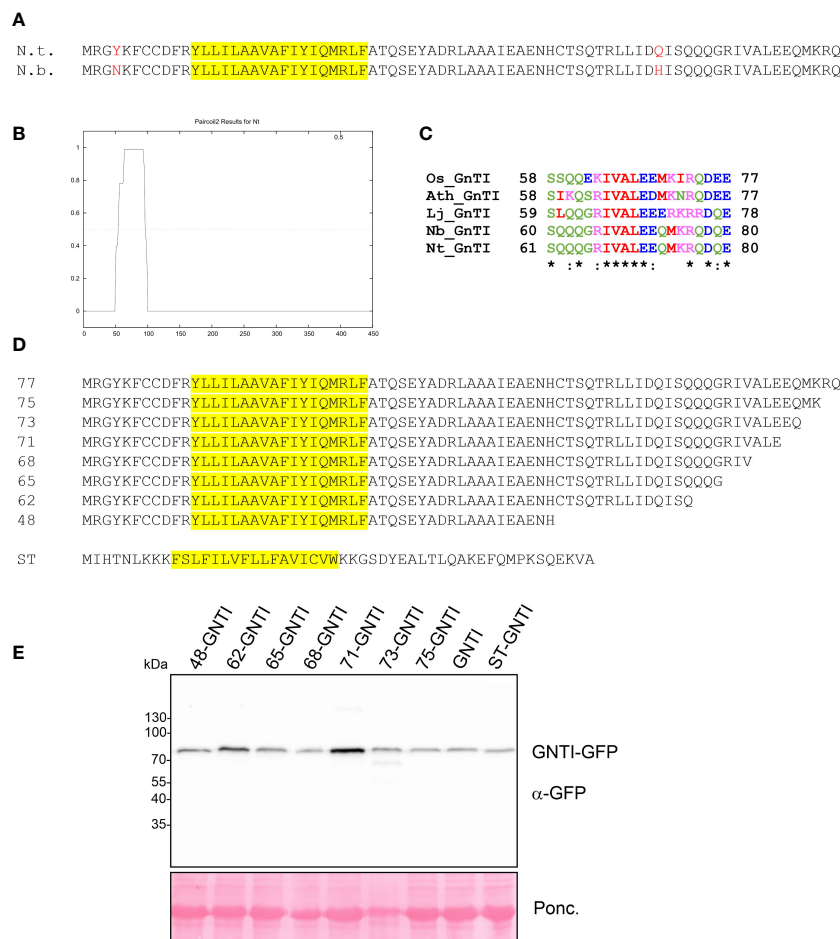 A
N.t. MRGYKFCCDFRYLLILAAVAFIYIQMRLFATQSEYADRLAAAIEAENHCTSQTRLLIDQISQQQGRIVALEEQMKRQ
N.b. MRGNKFCCDFRYLLILAAVAFIYIQMRLFATQSEYADRLAAAIEAENHCTSQTRLLIDHISQQQGRIVALEEQMKRQ
B
Paircoil2 Results for Nt
0.5
1
0.8
0.6
0.4
0.2
0
0 50 100 150 200 250 300 350 400 450
C
Os_GnTI 58 SSQQEKIVALEEMKIRQDEE 77
Ath_GnTI 58 SIKQSRIVALEDMKNRQDEE 77
Lj_GnTI 59 SLQQGRIVALEEERKRRDQE 78
Nb_GnTI 60 SQQQGRIVALEEQMKRQDQE 80
Nt_GnTI 61 SQQQGRIVALEEQMKRQDQE 80
* :* :*****: * *:*
D
77 MRGYKFCCDFRYLLILAAVAFIYIQMRLFATQSEYADRLAAAIEAENHCTSQTRLLIDQISQQQGRIVALEEQMKRQ
75 MRGYKFCCDFRYLLILAAVAFIYIQMRLFATQSEYADRLAAAIEAENHCTSQTRLLIDQISQQQGRIVALEEQMK
73 MRGYKFCCDFRYLLILAAVAFIYIQMRLFATQSEYADRLAAAIEAENHCTSQTRLLIDQISQQQGRIVALEEQ
71 MRGYKFCCDFRYLLILAAVAFIYIQMRLFATQSEYADRLAAAIEAENHCTSQTRLLIDQISQQQGRIVALE
68 MRGYKFCCDFRYLLILAAVAFIYIQMRLFATQSEYADRLAAAIEAENHCTSQTRLLIDQISQQQGRIV
65 MRGYKFCCDFRYLLILAAVAFIYIQMRLFATQSEYADRLAAAIEAENHCTSQTRLLIDQISQQQG
62 MRGYKFCCDFRYLLILAAVAFIYIQMRLFATQSEYADRLAAAIEAENHCTSQTRLLIDQISQ
48 MRGYKFCCDFRYLLILAAVAFIYIQMRLFATQSEYADRLAAAIEAENH
ST MIHTNLKKKFSLFILVFLLFAVICVWKKGSDYEALTLQAKEFQMPKSQEKVA
E
kDa 48-GNTI 62-GNTI 65-GNTI 68-GNTI 71-GNTI 73-GNTI 75-GNTI GNTI ST-GNTI
130-
100-
70-
55-
40-
35-
GNTI-GFP
α-GFP
Ponc.